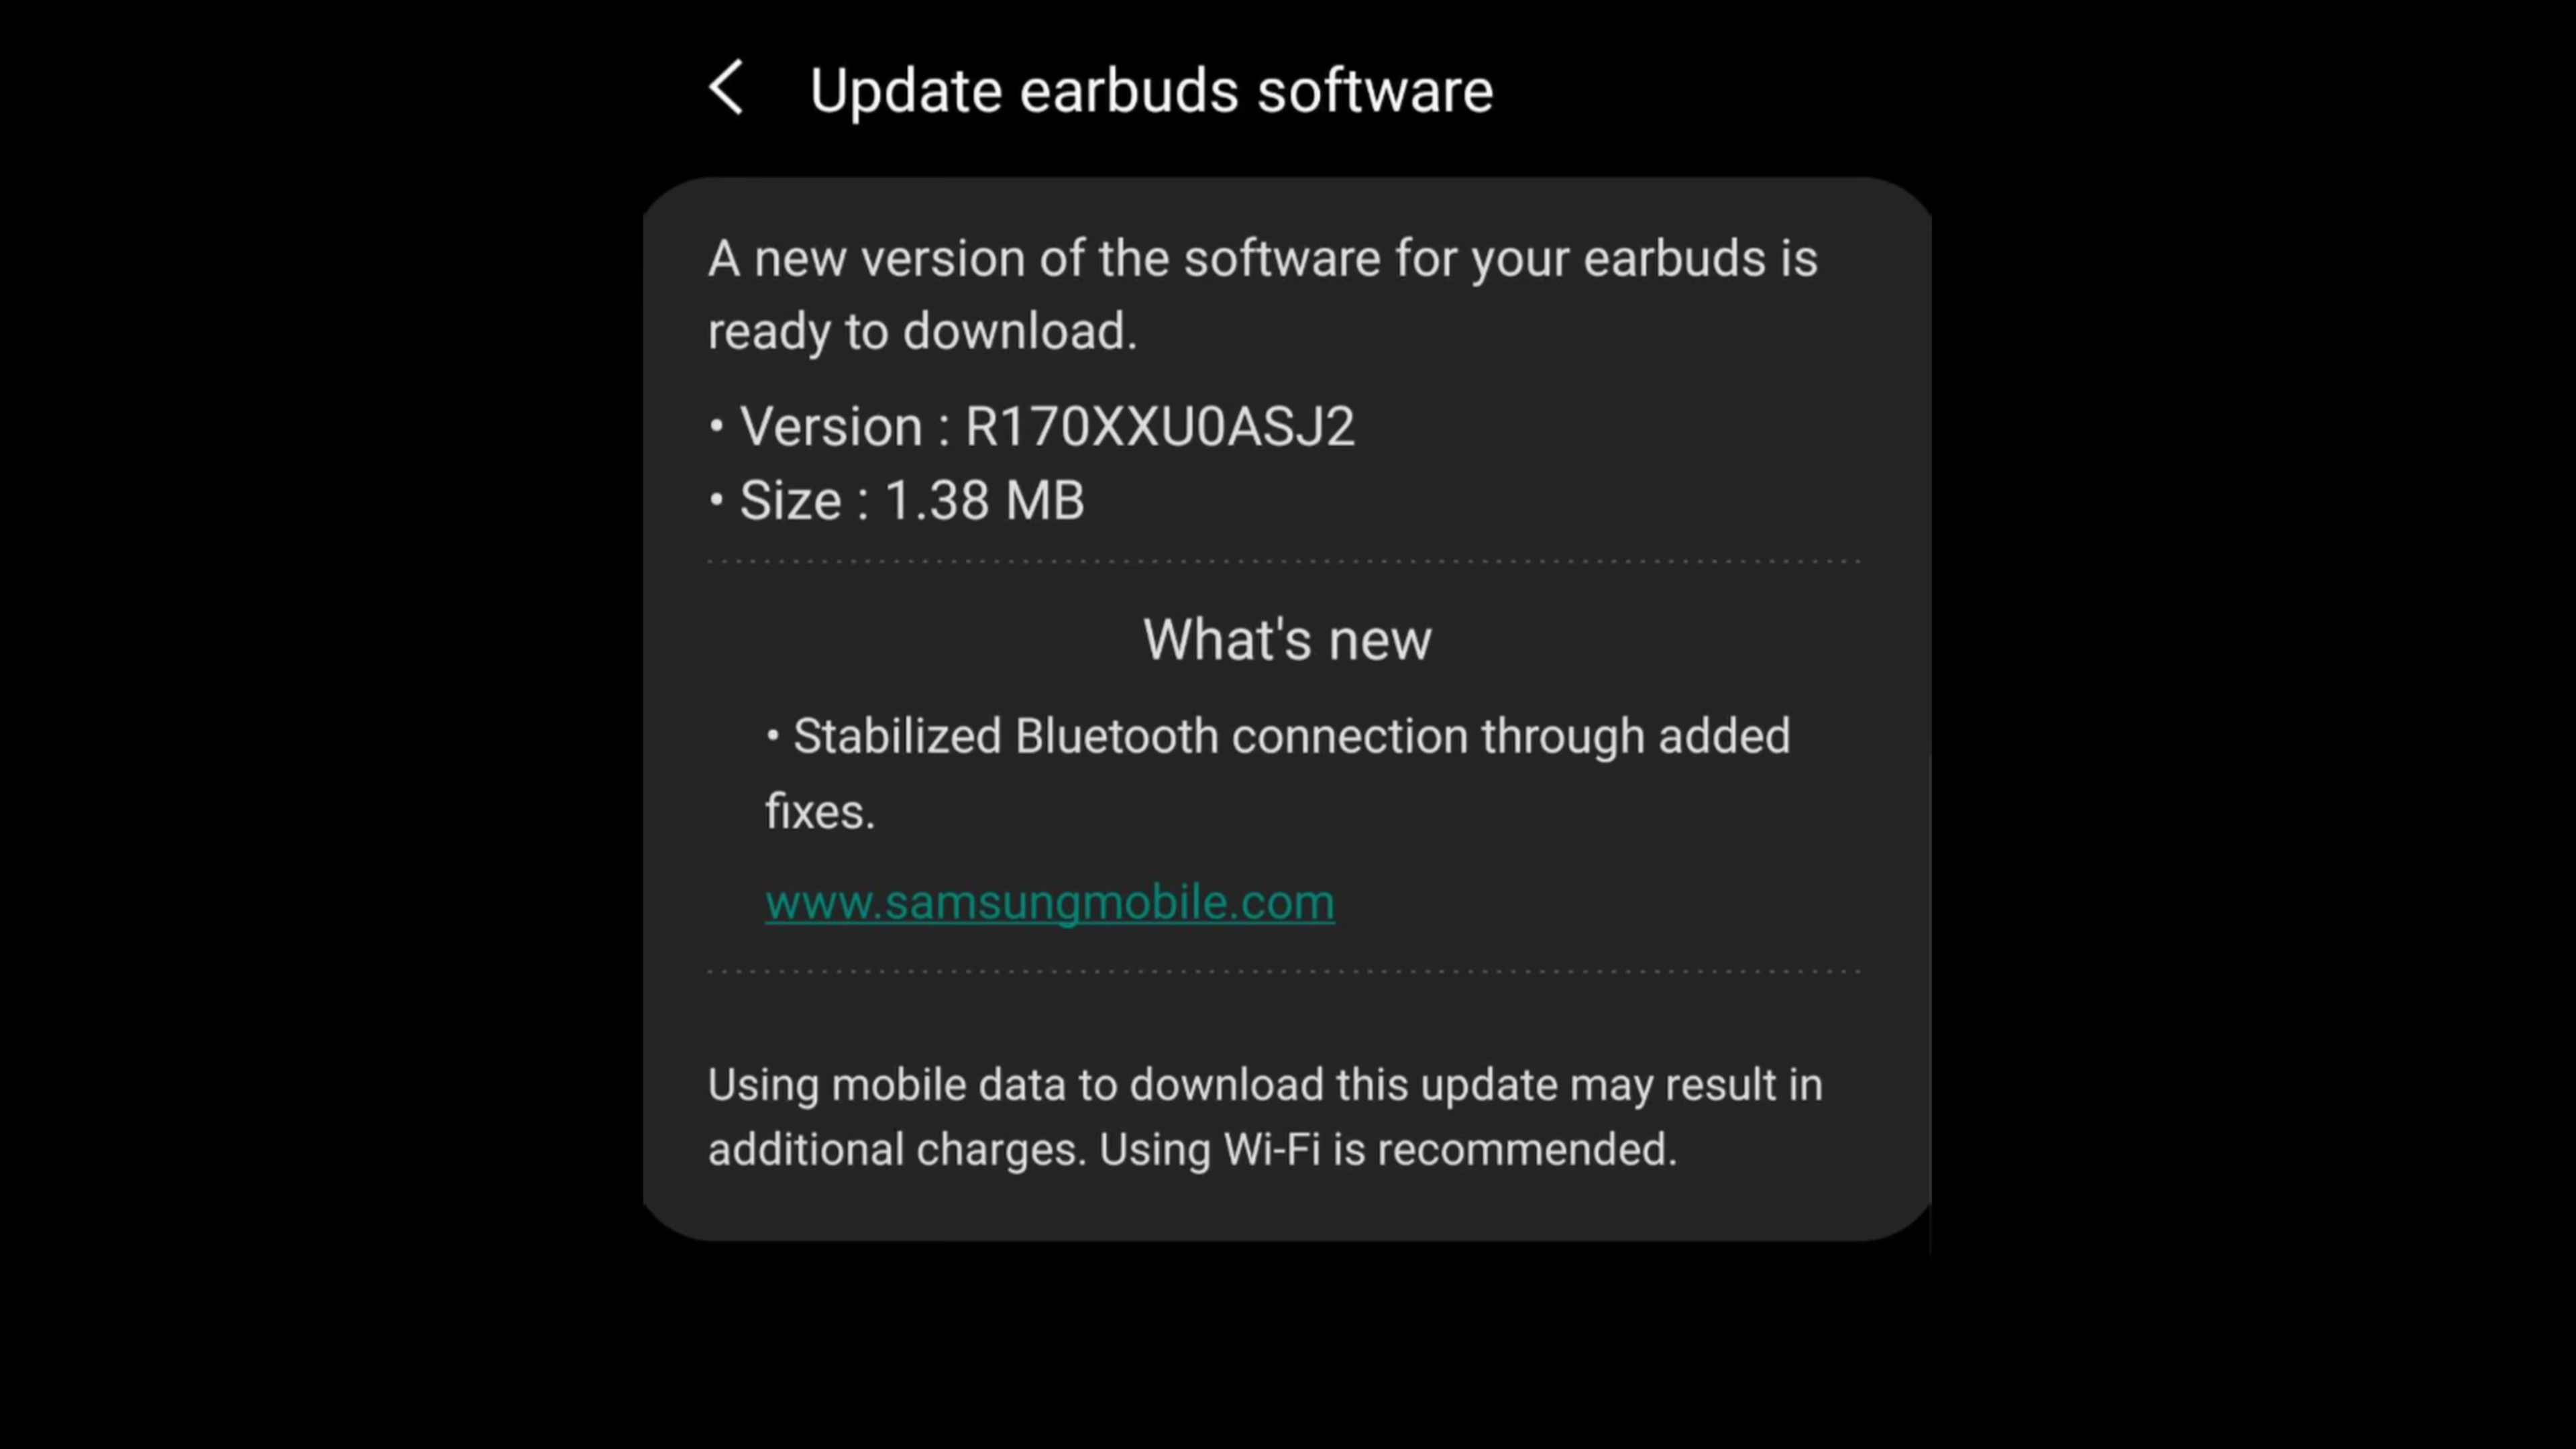 Update earbuds software
A new version of the software for your earbuds is
ready to download.
• Version : R170XXU0ASJ2
• Size : 1.38 MB
What's new
• Stabilized Bluetooth connection through added
fixes.
www.samsungmobile.com
Using mobile data to download this update may result in
additional charges. Using Wi-Fi is recommended.